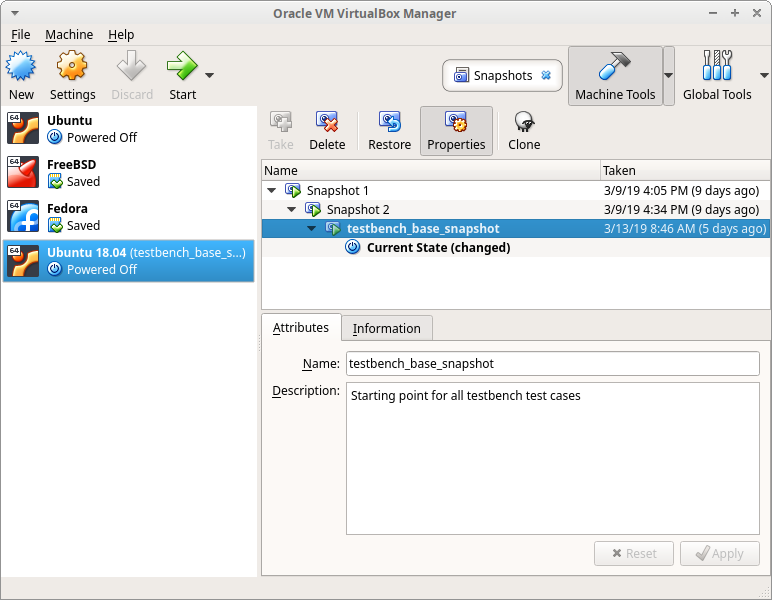 Oracle VM VirtualBox Manager
File Machine Help
New Settings Discard Start Snapshots Machine Tools Global Tools
64 Ubuntu
Powered Off
64 FreeBSD
Saved
64 Fedora
Saved
64 Ubuntu 18.04 (testbench_base_s...)
Powered Off
Take Delete Restore Properties Clone
Name Taken
Snapshot 1 3/9/19 4:05 PM (9 days ago)
Snapshot 2 3/9/19 4:34 PM (9 days ago)
testbench_base_snapshot 3/13/19 8:46 AM (5 days ago)
Current State (changed)
Attributes Information
Name: testbench_base_snapshot
Description: Starting point for all testbench test cases
Reset Apply